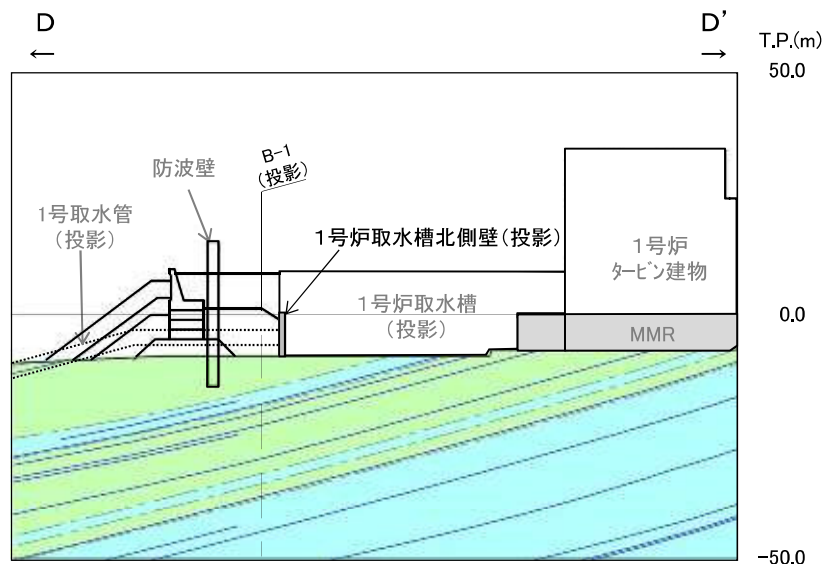 D
D'
←
→
T.P.(m)
50.0
B-1
(投影)
防波壁
1号取水管
(投影)
1号炉取水槽北側壁(投影)
1号炉
タービン建物
1号炉取水槽
(投影)
0.0
MMR
-50.0